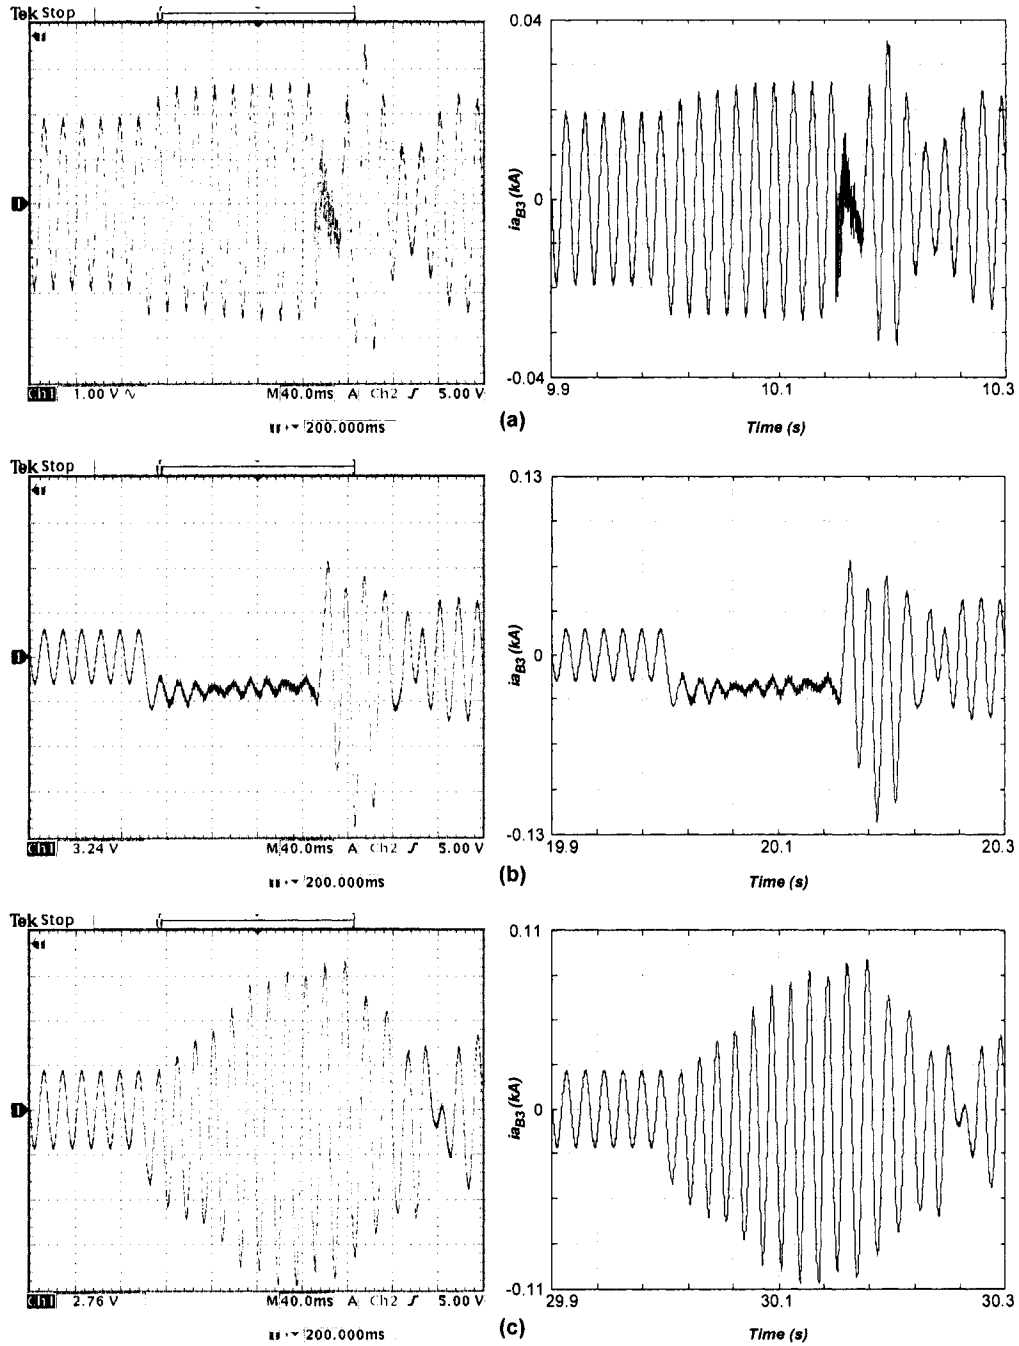 Tek Stop
1
Ch1 1.00 V ∿ M 40.0ms A Ch2 5.00 V
200.000ms
0.04
0
-0.04
ia_B3 (kA)
9.9 10.1 10.3
Time (s)
(a)
Tek Stop
1
Ch1 3.24 V M 40.0ms A Ch2 5.00 V
200.000ms
0.13
0
-0.13
ia_B3 (kA)
19.9 20.1 20.3
Time (s)
(b)
Tek Stop
1
Ch1 2.76 V M 40.0ms A Ch2 5.00 V
200.000ms
0.11
0
-0.11
ia_B3 (kA)
29.9 30.1 30.3
Time (s)
(c)